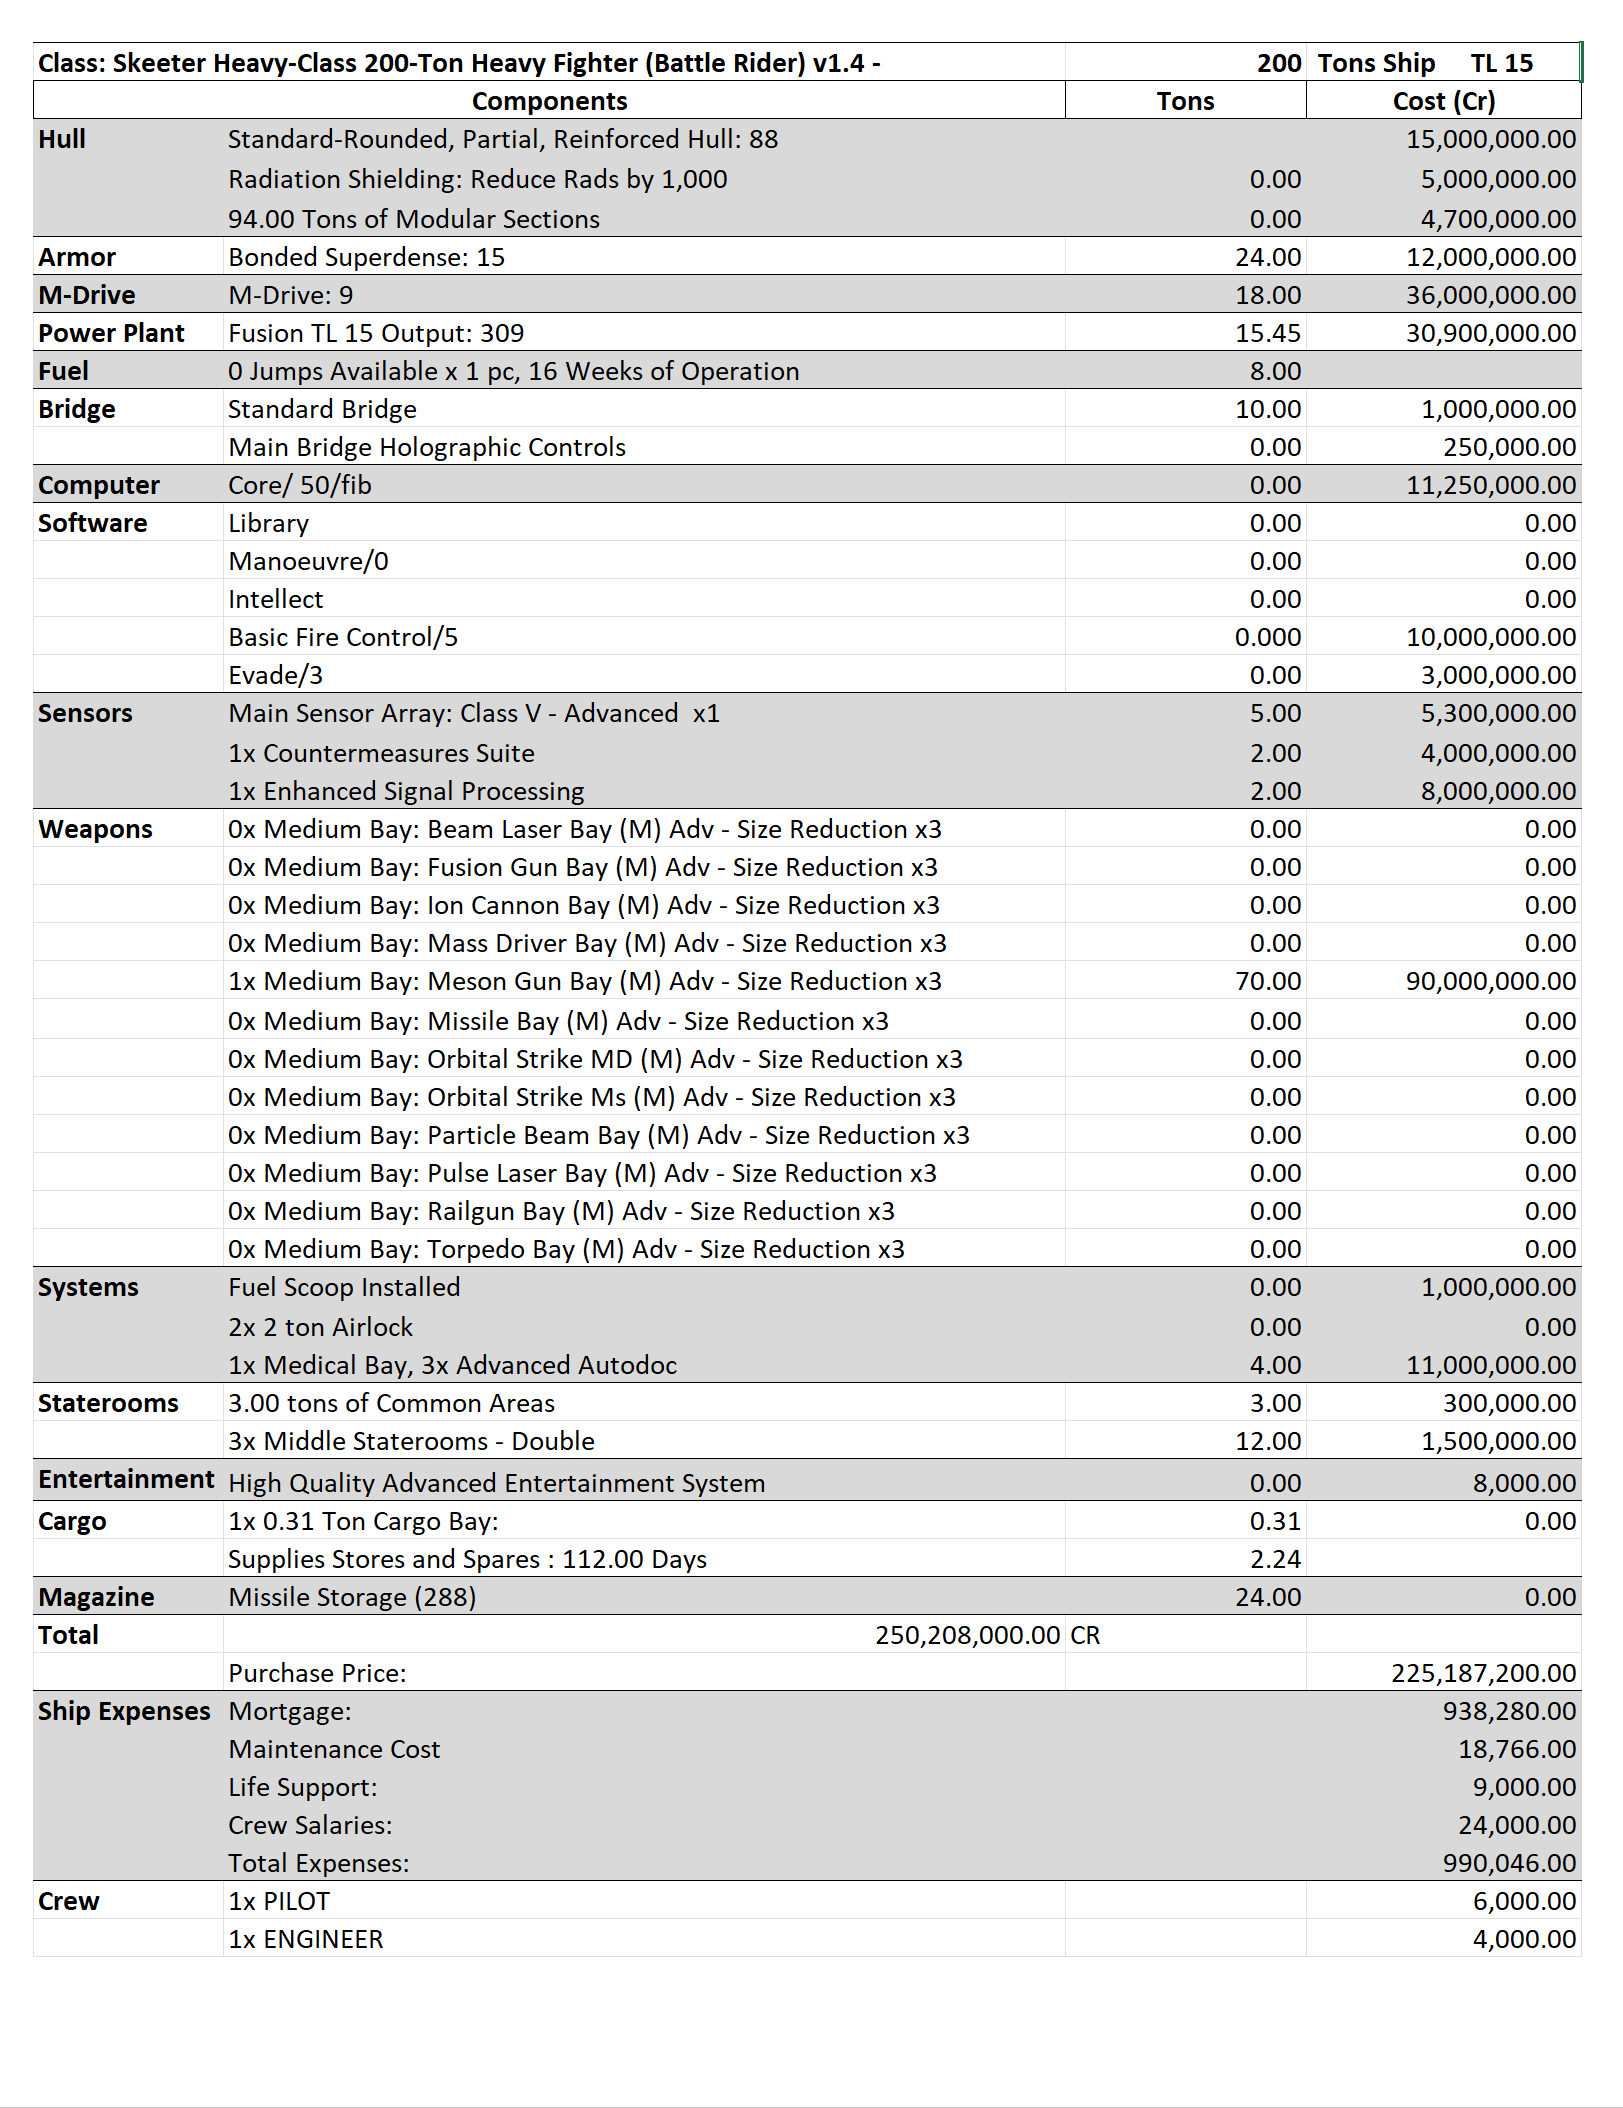 Class: Skeeter Heavy-Class 200-Ton Heavy Fighter (Battle Rider) v1.4 - 200 Tons Ship TL 15
Components Tons Cost (Cr)
Hull Standard-Rounded, Partial, Reinforced Hull: 88 15,000,000.00
Radiation Shielding: Reduce Rads by 1,000 0.00 5,000,000.00
94.00 Tons of Modular Sections 0.00 4,700,000.00
Armor Bonded Superdense: 15 24.00 12,000,000.00
M-Drive M-Drive: 9 18.00 36,000,000.00
Power Plant Fusion TL 15 Output: 309 15.45 30,900,000.00
Fuel 0 Jumps Available x 1 pc, 16 Weeks of Operation 8.00
Bridge Standard Bridge 10.00 1,000,000.00
Main Bridge Holographic Controls 0.00 250,000.00
Computer Core/ 50/fib 0.00 11,250,000.00
Software Library 0.00 0.00
Manoeuvre/0 0.00 0.00
Intellect 0.00 0.00
Basic Fire Control/5 0.000 10,000,000.00
Evade/3 0.00 3,000,000.00
Sensors Main Sensor Array: Class V - Advanced x1 5.00 5,300,000.00
1x Countermeasures Suite 2.00 4,000,000.00
1x Enhanced Signal Processing 2.00 8,000,000.00
Weapons 0x Medium Bay: Beam Laser Bay (M) Adv - Size Reduction x3 0.00 0.00
0x Medium Bay: Fusion Gun Bay (M) Adv - Size Reduction x3 0.00 0.00
0x Medium Bay: Ion Cannon Bay (M) Adv - Size Reduction x3 0.00 0.00
0x Medium Bay: Mass Driver Bay (M) Adv - Size Reduction x3 0.00 0.00
1x Medium Bay: Meson Gun Bay (M) Adv - Size Reduction x3 70.00 90,000,000.00
0x Medium Bay: Missile Bay (M) Adv - Size Reduction x3 0.00 0.00
0x Medium Bay: Orbital Strike MD (M) Adv - Size Reduction x3 0.00 0.00
0x Medium Bay: Orbital Strike Ms (M) Adv - Size Reduction x3 0.00 0.00
0x Medium Bay: Particle Beam Bay (M) Adv - Size Reduction x3 0.00 0.00
0x Medium Bay: Pulse Laser Bay (M) Adv - Size Reduction x3 0.00 0.00
0x Medium Bay: Railgun Bay (M) Adv - Size Reduction x3 0.00 0.00
0x Medium Bay: Torpedo Bay (M) Adv - Size Reduction x3 0.00 0.00
Systems Fuel Scoop Installed 0.00 1,000,000.00
2x 2 ton Airlock 0.00 0.00
1x Medical Bay, 3x Advanced Autodoc 4.00 11,000,000.00
Staterooms 3.00 tons of Common Areas 3.00 300,000.00
3x Middle Staterooms - Double 12.00 1,500,000.00
Entertainment High Quality Advanced Entertainment System 0.00 8,000.00
Cargo 1x 0.31 Ton Cargo Bay: 0.31 0.00
Supplies Stores and Spares : 112.00 Days 2.24
Magazine Missile Storage (288) 24.00 0.00
Total 250,208,000.00 CR
Purchase Price: 225,187,200.00
Ship Expenses Mortgage: 938,280.00
Maintenance Cost 18,766.00
Life Support: 9,000.00
Crew Salaries: 24,000.00
Total Expenses: 990,046.00
Crew 1x PILOT 6,000.00
1x ENGINEER 4,000.00